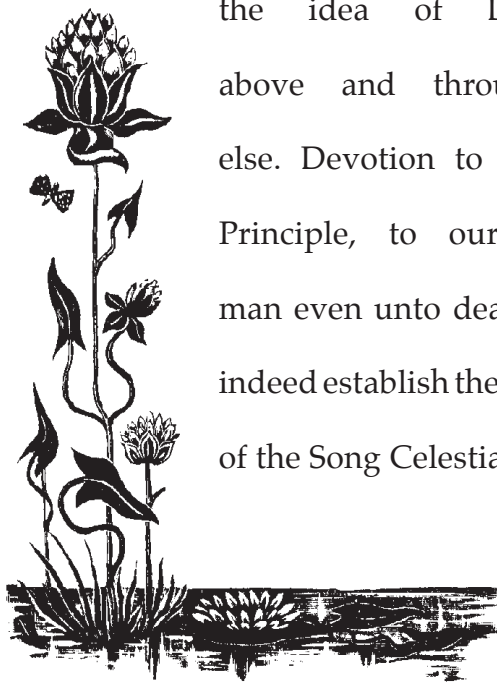 the idea of
above and
else. Devotion to
Principle, to our
man even unto
indeed establish the
of the Song